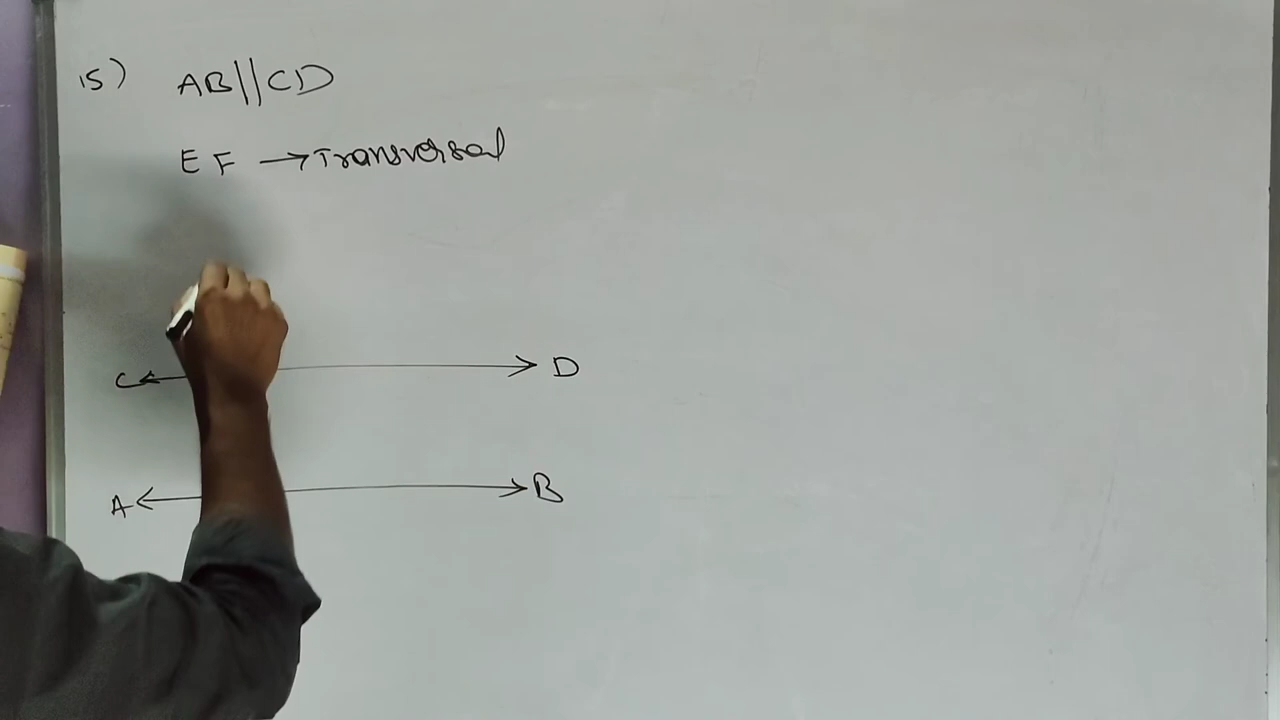 15) AB||CD
EF → Transversal
C D
A B